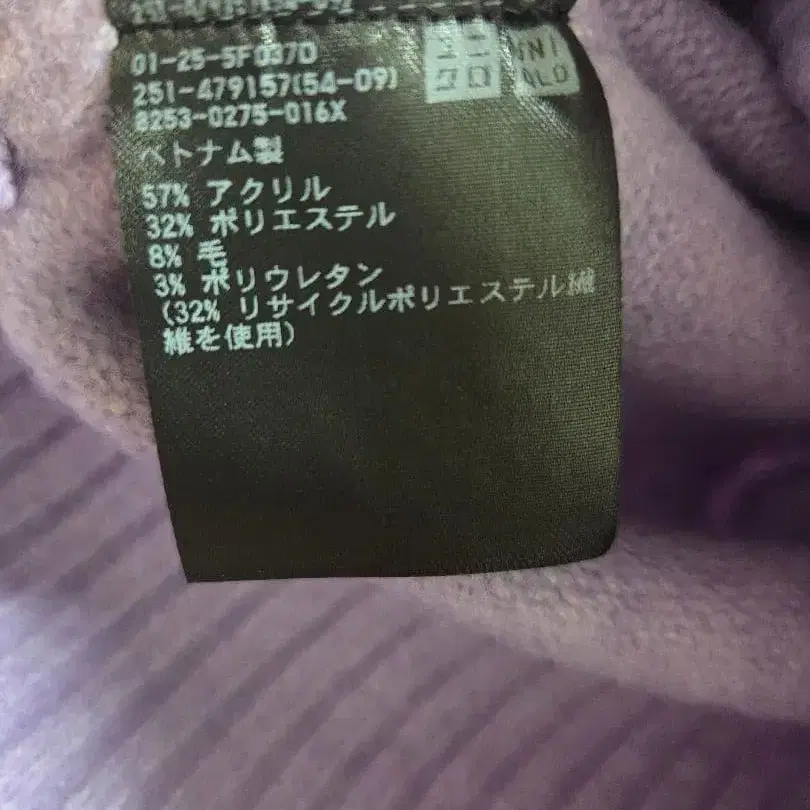 01-25-5F037D
251-479157(54-09)
8253-0275-016X
ユニ
クロ
UNI
QLO
ベトナム製
57% アクリル
32% ポリエステル
8% 毛
3% ポリウレタン
(32% リサイクルポリエステル繊
維を使用)